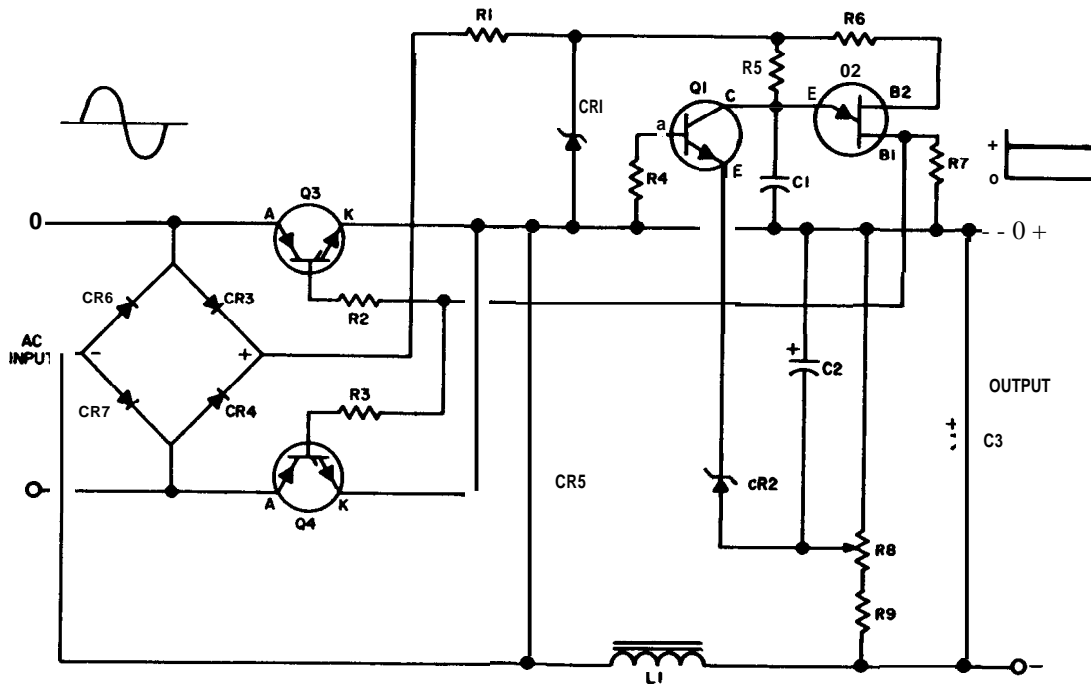 R1
R6
R5
Q1
C
E
02
B2
CR1
a
B1
+
R4
E
C1
R7
0
Q3
0
A
K
- - 0 +
CR6
CR3
R2
AC
INPUT
-
+
+
C2
OUTPUT
R3
CR7
CR4
+
C3
CR5
cR2
A
K
Q4
R8
R9
L1
-